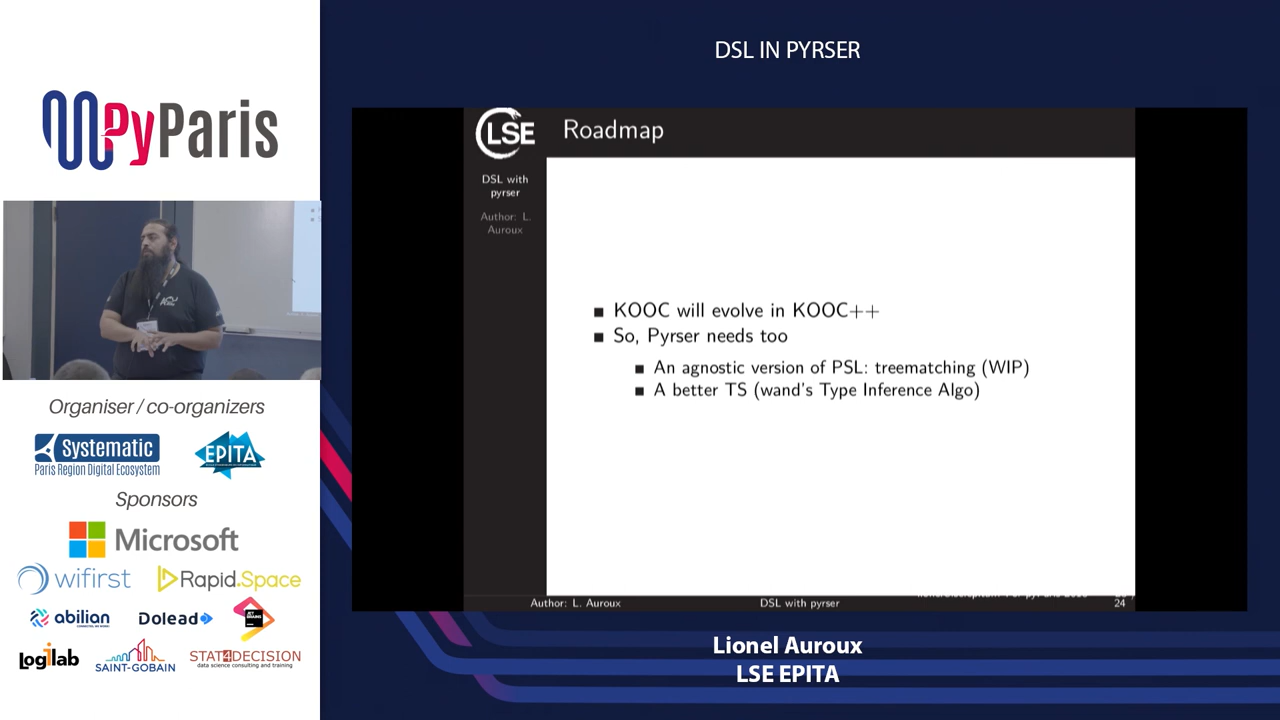 DSL IN PYRSER
PyParis
LSE
Roadmap
DSL with
pyrser
Author: L.
Auroux
KOOC will evolve in KOOC++
So, Pyrser needs too
An agnostic version of PSL: treematching (WIP)
A better TS (wand's Type Inference Algo)
Author: L. Auroux
DSL with pyrser
24
Organiser / co-organizers
Systematic
Paris Region Digital Ecosystem
EPITA
Sponsors
Microsoft
wifirst
Rapid.Space
abilian
Dolead
JET
BRAINS
Logilab
SAINT-GOBAIN
STAT4DECISION
data science consulting and training
Lionel Auroux
LSE EPITA